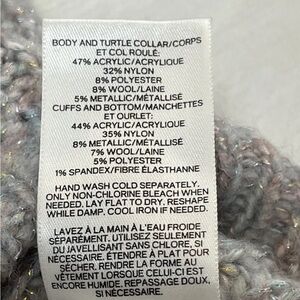 BODY AND TURTLE COLLAR/CORPS
ET COL ROULÉ:
47% ACRYLIC/ACRYLIQUE
32% NYLON
8% POLYESTER
8% WOOL/LAINE
5% METALLIC/MÉTALLISÉ
CUFFS AND BOTTOM/MANCHETTES
ET OURLET:
44% ACRYLIC/ACRYLIQUE
35% NYLON
8% METALLIC/MÉTALLISÉ
7% WOOL/LAINE
5% POLYESTER
1% SPANDEX/FIBRE ÉLASTHANNE
HAND WASH COLD SEPARATELY.
ONLY NON-CHLORINE BLEACH WHEN
NEEDED. LAY FLAT TO DRY. RESHAPE
WHILE DAMP. COOL IRON IF NEEDED.
LAVEZ À LA MAIN À L'EAU FROIDE
SÉPARÉMENT. UTILISEZ SEULEMENT
DU JAVELLISANT SANS CHLORE, SI
NÉCESSAIRE. ÉTENDRE À PLAT POUR
SÉCHER. RENDRE LA FORME AU
VÊTEMENT LORSQUE CELUI-CI EST
ENCORE HUMIDE. REPASSAGE DOUX,
SI NÉCESSAIRE.